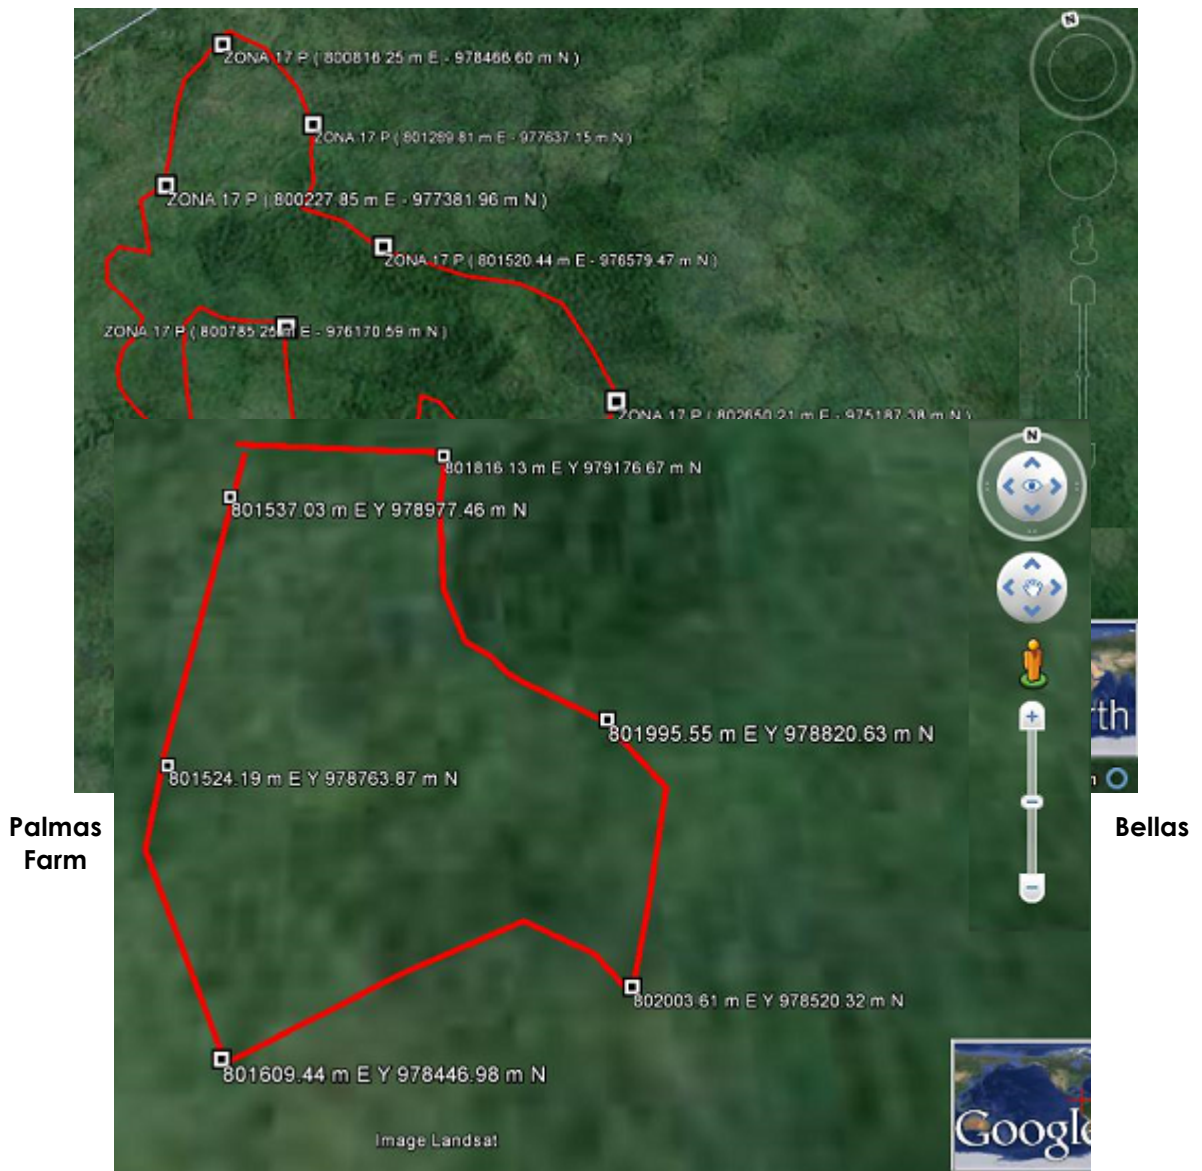 N
ZONA 17 P ( 800816.25 m E - 978466.60 m N )
ZONA 17 P ( 801289.81 m E - 977637.15 m N )
ZONA 17 P ( 800227.85 m E - 977381.96 m N )
ZONA 17 P ( 801520.44 m E - 976579.47 m N )
ZONA 17 P ( 800785.25 m E - 976170.59 m N )
ZONA 17 P ( 802650.21 m E - 975187.38 m N )
N
801816.13 m E Y 979176.67 m N
801537.03 m E Y 978977.46 m N
rth
801995.55 m E Y 978820.63 m N
801524.19 m E Y 978763.87 m N
Palmas Bellas
Farm
802003.61 m E Y 978520.32 m N
801609.44 m E Y 978446.98 m N
Image Landsat
Google